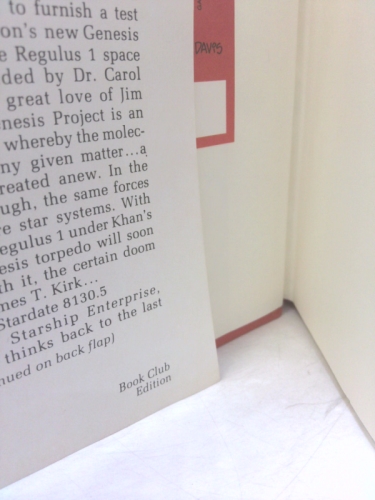 to furnish a test
on's new Genesis
e Regulus 1 space
ded by Dr. Carol
great love of Jim
nesis Project is an
whereby the molec-
ny given matter...a
reated anew. In the
ugh, the same forces
e star systems. With
egulus 1 under Khan's
esis torpedo will soon
th it, the certain doom
mes T. Kirk...
Stardate 8130.5
Starship Enterprise,
thinks back to the last
nued on back flap)
Book Club
Edition
DAVIS